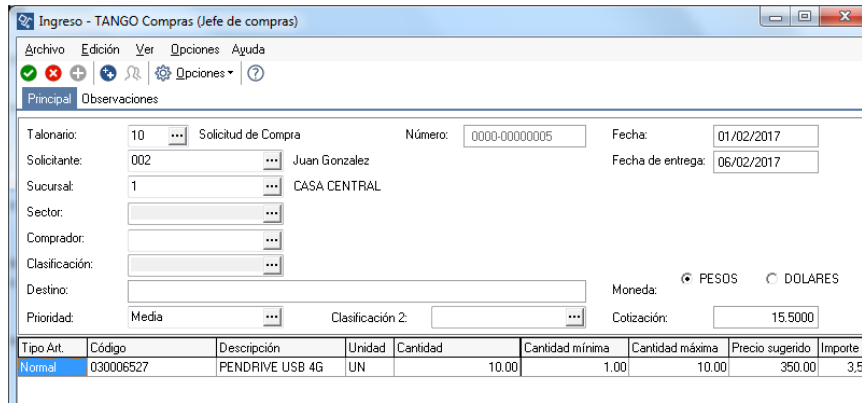 Ingreso - TANGO Compras (Jefe de compras)
Archivo Edición Ver Opciones Ayuda
Opciones
Principal Observaciones
Talonario: 10 Solicitud de Compra Número: 0000-00000005 Fecha: 01/02/2017
Solicitante: 002 Juan Gonzalez Fecha de entrega: 06/02/2017
Sucursal: 1 CASA CENTRAL
Sector:
Comprador:
Clasificación:
Destino: Moneda: PESOS DOLARES
Prioridad: Media Clasificación 2: Cotización: 15.5000
Tipo Art. Código Descripción Unidad Cantidad Cantidad mínima Cantidad máxima Precio sugerido Importe
Normal 030006527 PENDRIVE USB 4G UN 10.00 1.00 10.00 350.00 3,5